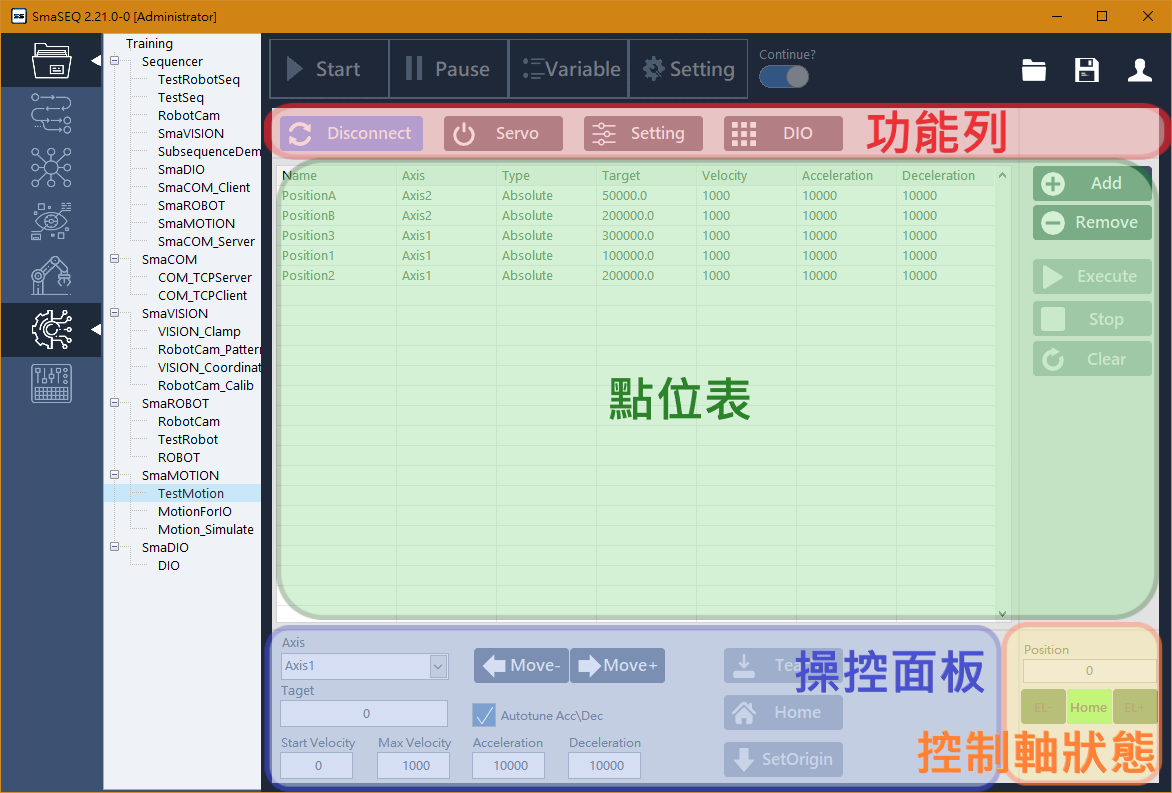 SmaSEQ 2.21.0-0 [Administrator]
Training
Sequencer
TestRobotSeq
TestSeq
RobotCam
SmaVISION
SubsequenceDem
SmaDIO
SmaCOM_Client
SmaROBOT
SmaMOTION
SmaCOM_Server
SmaCOM
COM_TCPServer
COM_TCPClient
SmaVISION
VISION_Clamp
RobotCam_Patter
VISION_Coordinat
RobotCam_Calib
SmaROBOT
RobotCam
TestRobot
ROBOT
SmaMOTION
TestMotion
MotionForIO
Motion_Simulate
SmaDIO
DIO
Start Pause Variable Setting Continue?
Disconnect Servo Setting DIO 功能列
Name Axis Type Target Velocity Acceleration Deceleration
PositionA Axis2 Absolute 50000.0 1000 10000 10000
PositionB Axis2 Absolute 200000.0 1000 10000 10000
Position3 Axis1 Absolute 300000.0 1000 10000 10000
Position1 Axis1 Absolute 100000.0 1000 10000 10000
Position2 Axis1 Absolute 200000.0 1000 10000 10000
Add
Remove
Execute
Stop
Clear
點位表
Axis
Axis1
Taget
0
Start Velocity Max Velocity Acceleration Deceleration
0 1000 10000 10000
Move- Move+
Autotune Acc\Dec
操控面板
Home
SetOrigin
Position
0
EL- Home EL+
控制軸狀態